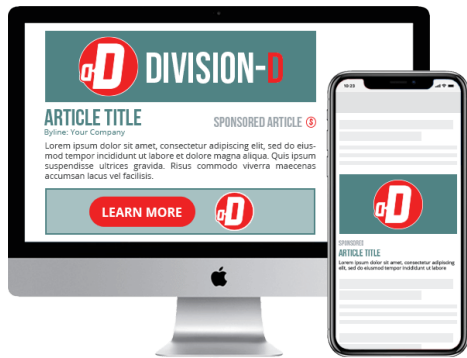 DIVISION-D
ARTICLE TITLE
SPONSORED ARTICLE $
Byline: Your Company
Lorem ipsum dolor sit amet, consectetur adipiscing elit, sed do eius-
mod tempor incididunt ut labore et dolore magna aliqua. Quis ipsum
suspendisse ultrices gravida. Risus commodo viverra maecenas
accumsan lacus vel facilisis.
LEARN MORE
10:23
SPONSORED
ARTICLE TITLE
Lorem ipsum dolor sit amet, consectetur adipiscing
elit, sed do eiusmod tempor incididunt ut labore